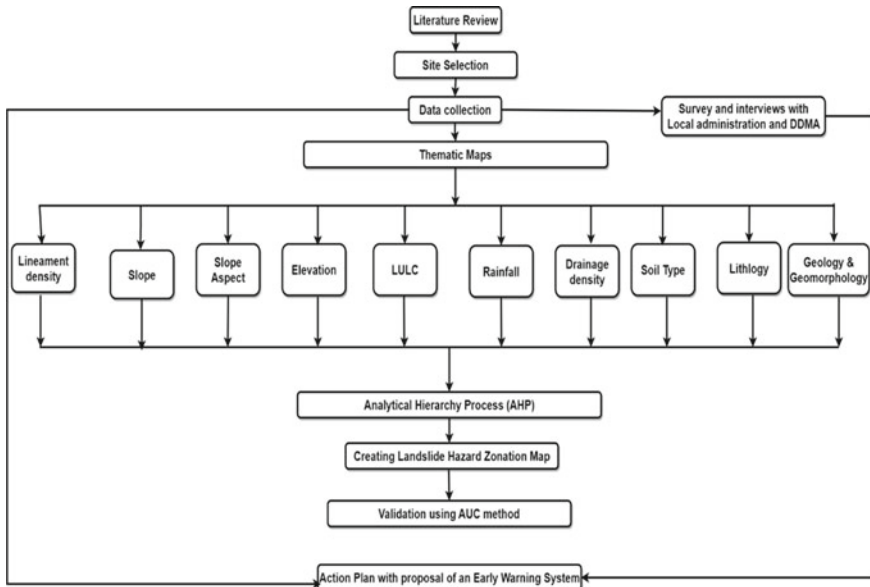 Literature Review
Site Selection
Data collection
Survey and interviews with
Local administration and DDMA
Thematic Maps
Lineament
density
Slope
Slope
Aspect
Elevation
LULC
Rainfall
Drainage
density
Soil Type
Lithlogy
Geology &
Geomorphology
Analytical Hierarchy Process (AHP)
Creating Landslide Hazard Zonation Map
Validation using AUC method
Action Plan with proposal of an Early Warning System